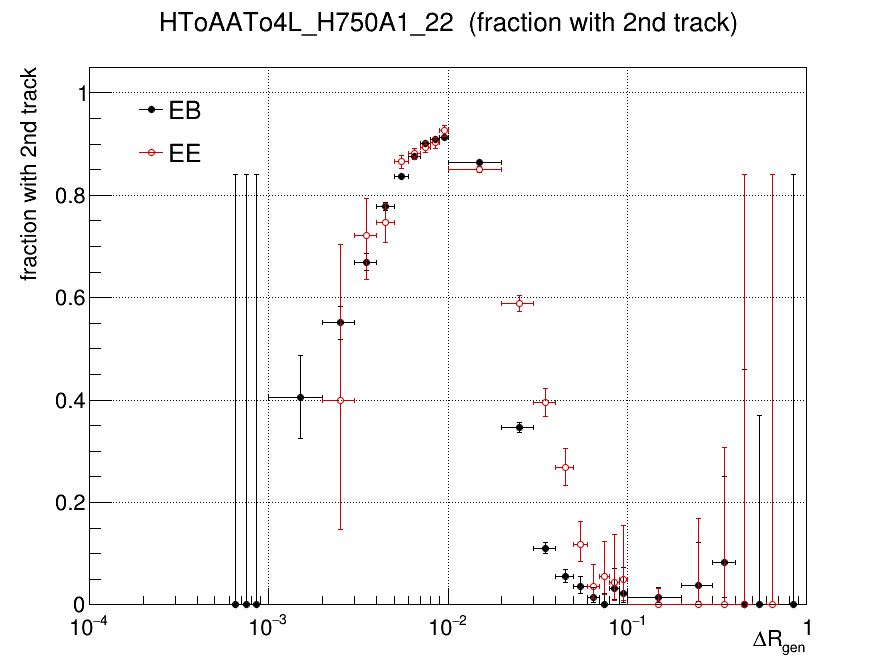 HToAATo4L_H750A1_22 (fraction with 2nd track)
fraction with 2nd track
EB
EE
1
0.8
0.6
0.4
0.2
0
10⁻⁴
10⁻³
10⁻²
10⁻¹
1
ΔR_gen